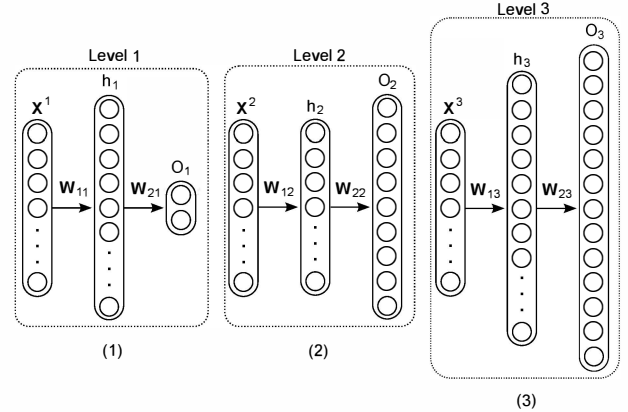 Level 1
h₁
X¹
W₁₁
W₂₁
O₁
(1)
Level 2
O₂
X²
h₂
W₁₂
W₂₂
(2)
Level 3
O₃
h₃
X³
W₁₃
W₂₃
(3)